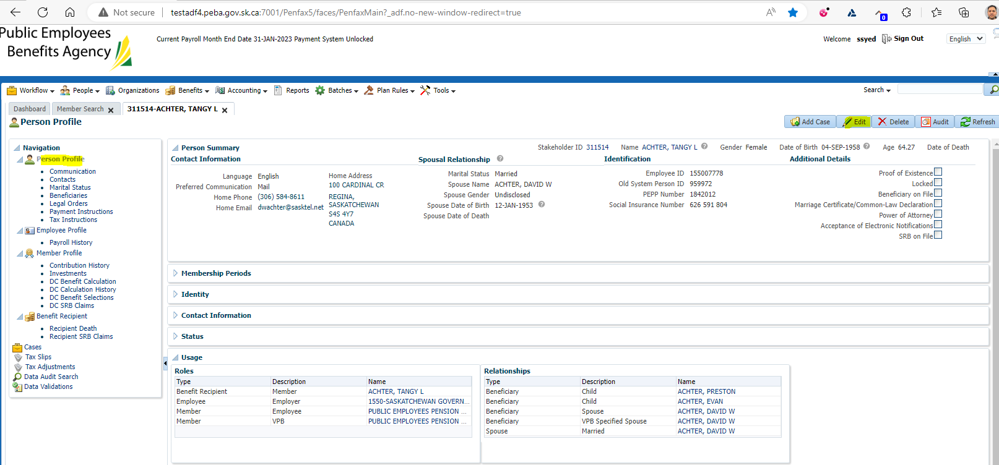 Not secure | testadf4.peba.gov.sk.ca:7001/Penfax5/faces/PenfaxMain?_adf.no-new-window-redirect=true
0
Public Employees
Benefits Agency
Current Payroll Month End Date 31-JAN-2023 Payment System Unlocked
Welcome ssyed Sign Out English
Workflow People Organizations Benefits Accounting Reports Batches Plan Rules Tools Search
Dashboard Member Search 311514-ACHTER, TANGY L
Person Profile
Add Case Edit Delete Audit Refresh
Navigation
Person Profile
Communication
Contacts
Marital Status
Beneficiaries
Legal Orders
Payment Instructions
Tax Instructions
Employee Profile
Payroll History
Member Profile
Contribution History
Investments
DC Benefit Calculation
DC Calculation History
DC Benefit Selections
DC SRB Claims
Benefit Recipient
Recipient Death
Recipient SRB Claims
Cases
Tax Slips
Tax Adjustments
Data Audit Search
Data Validations
Person Summary Stakeholder ID 311514 Name ACHTER, TANGY L Gender Female Date of Birth 04-SEP-1958 Age 64.27 Date of Death
Contact Information
Language English
Preferred Communication Mail
Home Phone (306) 584-8611
Home Email dwachter@sasktel.net
Home Address
100 CARDINAL CR
REGINA,
SASKATCHEWAN
S4S 4Y7
CANADA
Spousal Relationship
Marital Status Married
Spouse Name ACHTER, DAVID W
Spouse Gender Undisclosed
Spouse Date of Birth 12-JAN-1953
Spouse Date of Death
Identification
Employee ID 155007778
Old System Person ID 959972
PEPP Number 1842012
Social Insurance Number 626 591 804
Additional Details
Proof of Existence
Locked
Beneficiary on File
Marriage Certificate/Common-Law Declaration
Power of Attorney
Acceptance of Electronic Notifications
SRB on File
Membership Periods
Identity
Contact Information
Status
Usage
Roles
Type Description Name
Benefit Recipient Member ACHTER, TANGY L
Employee Employer 1550-SASKATCHEWAN GOVERN...
Member Employee PUBLIC EMPLOYEES PENSION ...
Member VPB PUBLIC EMPLOYEES PENSION ...
Relationships
Type Description Name
Beneficiary Child ACHTER, PRESTON
Beneficiary Child ACHTER, EVAN
Beneficiary Spouse ACHTER, DAVID W
Beneficiary VPB Specified Spouse ACHTER, DAVID W
Spouse Married ACHTER, DAVID W